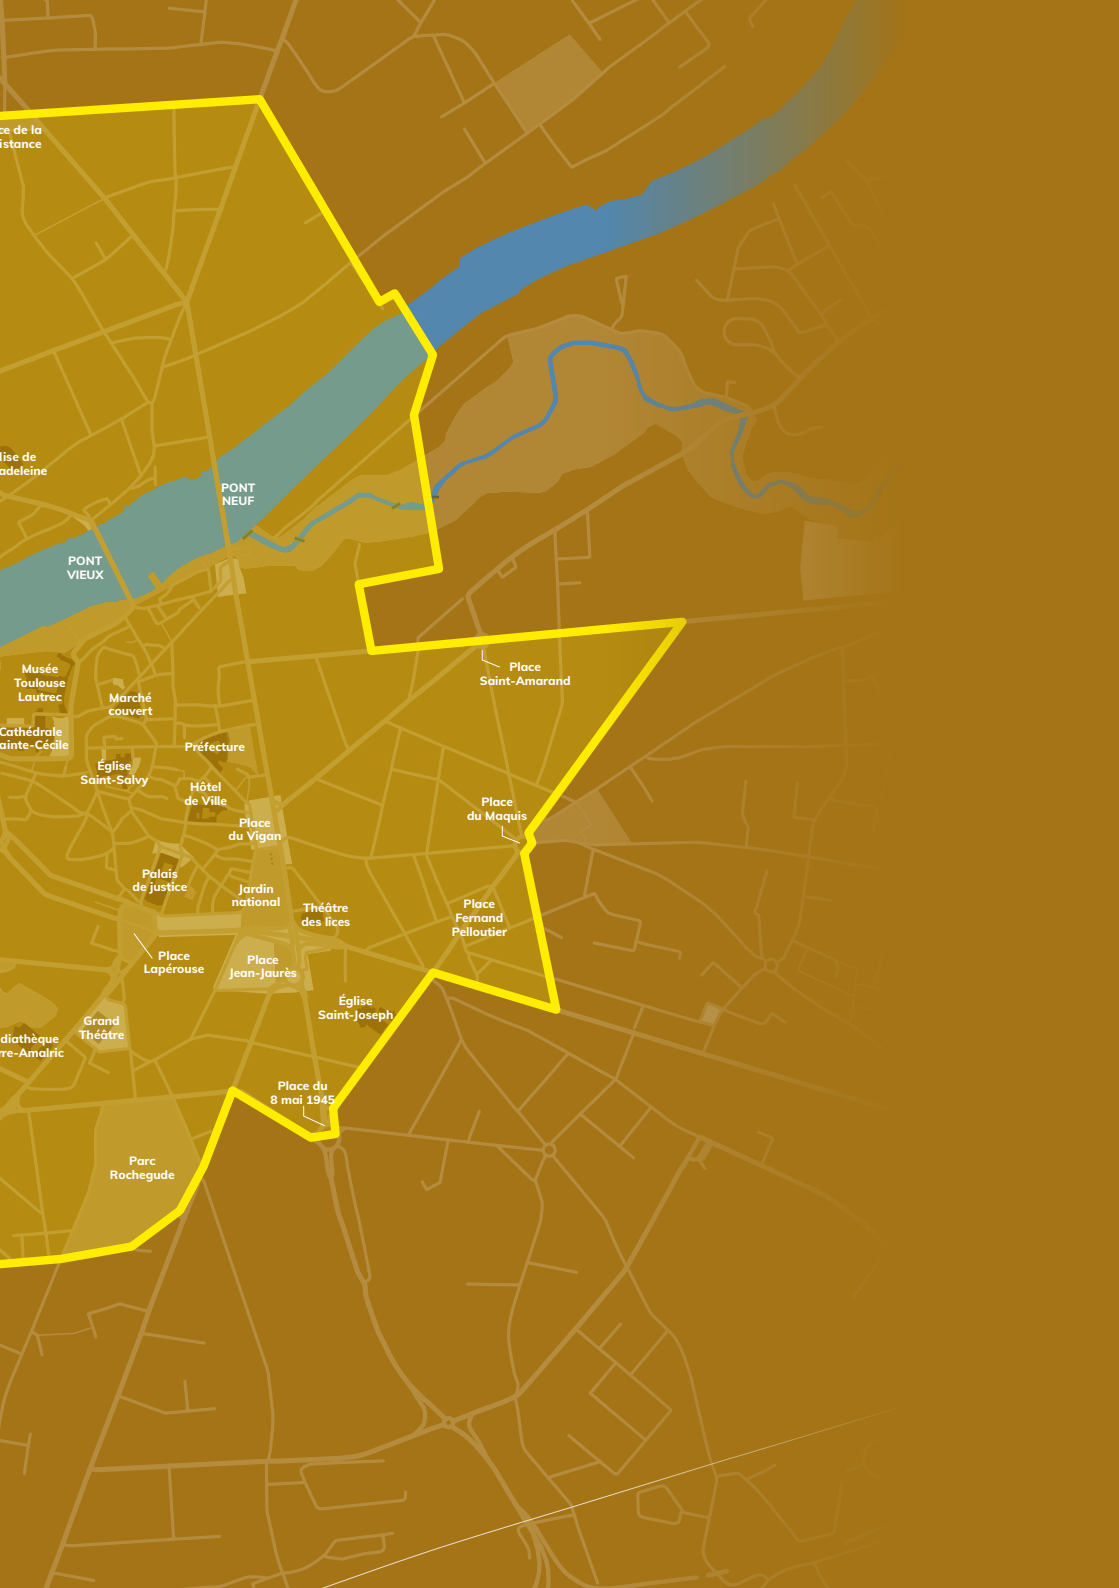 ce de la
istance
lise de
adeleine
PONT
NEUF
PONT
VIEUX
Musée
Toulouse
Lautrec
Marché
couvert
Cathédrale
ainte-Cécile
Préfecture
Église
Saint-Salvy
Hôtel
de Ville
Place
du Vigan
Place
Saint-Amarand
Place
du Maquis
Palais
de justice
Jardin
national
Théâtre
des lices
Place
Fernand
Pelloutier
Place
Lapérouse
Place
Jean-Jaurès
Église
Saint-Joseph
Grand
Théâtre
diathèque
rre-Amalric
Place du
8 mai 1945
Parc
Rochegude